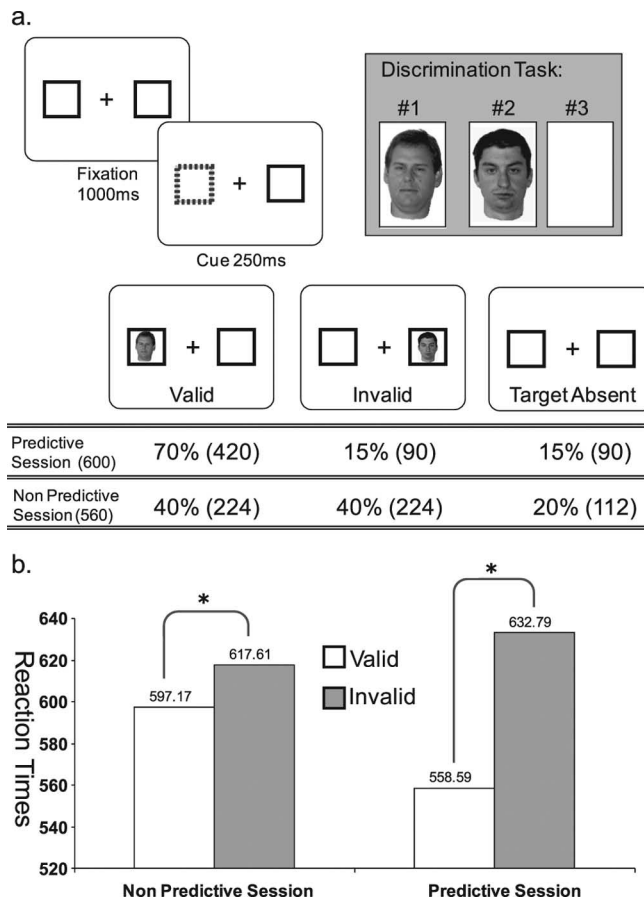 a.
Discrimination Task:
#1 #2 #3
+
Fixation
1000ms
+
Cue 250ms
+
Valid
+
Invalid
+
Target Absent
Predictive
Session (600)
70% (420) 15% (90) 15% (90)
Non Predictive
Session (560)
40% (224) 40% (224) 20% (112)
b.
Reaction Times
640
620
600
580
560
540
520
*
597.17
617.61
Valid
Invalid
*
558.59
632.79
Non Predictive Session
Predictive Session